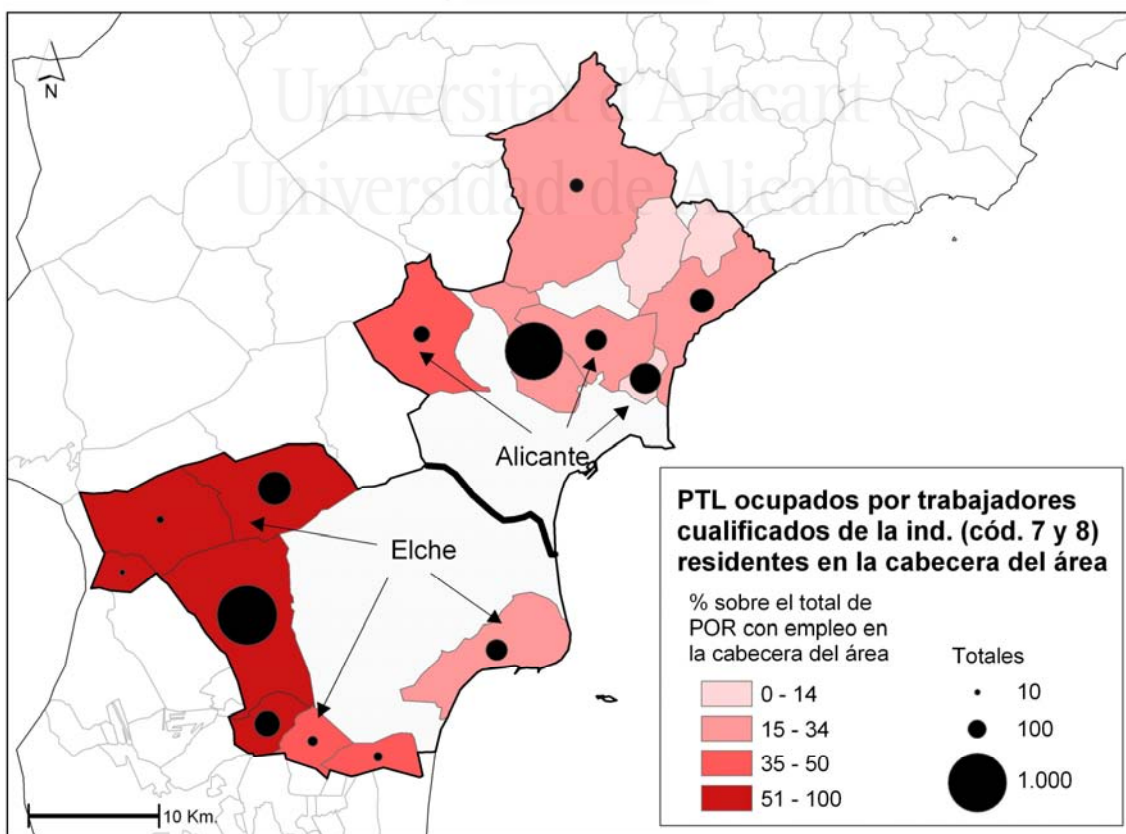 Universitat d'Alacant
Universidad de Alicante
N
Alicante
Elche
PTL ocupados por trabajadores
cualificados de la ind. (cód. 7 y 8)
residentes en la cabecera del área
% sobre el total de
POR con empleo en
la cabecera del área
0 - 14
15 - 34
35 - 50
51 - 100
Totales
10
100
1.000
10 Km.